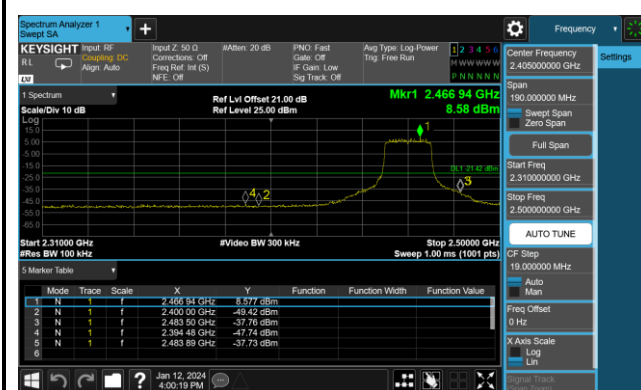 Spectrum Analyzer 1
Swept SA
+
Frequency
KEYSIGHT Input: RF Input Z: 50 Ω #Atten: 20 dB PNO: Fast Avg Type: Log-Power 1 2 3 4 5 6
RL Coupling: DC Corrections: Off Gate: Off Trig: Free Run M W W W W W
Align: Auto Freq Ref: Int (S) IF Gain: Low
NFE: Off Sig Track: Off P N N N N N
LXI
Center Frequency
2.405000000 GHz
Settings
Span
190.000000 MHz
Swept Span
Zero Span
Full Span
Start Freq
2.310000000 GHz
Stop Freq
2.500000000 GHz
AUTO TUNE
CF Step
19.000000 MHz
Auto
Man
Freq Offset
0 Hz
X Axis Scale
Log
Lin
Signal Track
1 Spectrum
Ref Lvl Offset 21.00 dB Mkr1 2.466 94 GHz
Scale/Div 10 dB Ref Level 25.00 dBm 8.58 dBm
Log
15.0
5.00
-5.00
-15.0
-25.0
-35.0
-45.0
-55.0
-65.0
1
DL1 -21.42 dBm
4 2
3
Start 2.31000 GHz #Video BW 300 kHz Stop 2.50000 GHz
#Res BW 100 kHz Sweep 1.00 ms (1001 pts)
5 Marker Table
Mode Trace Scale X Y Function Function Width Function Value
1 N 1 f 2.466 94 GHz 8.577 dBm
2 N 1 f 2.400 00 GHz -49.42 dBm
3 N 1 f 2.483 50 GHz -37.76 dBm
4 N 1 f 2.394 48 GHz -47.74 dBm
5 N 1 f 2.483 89 GHz -37.73 dBm
6
? Jan 12, 2024
4:00:19 PM